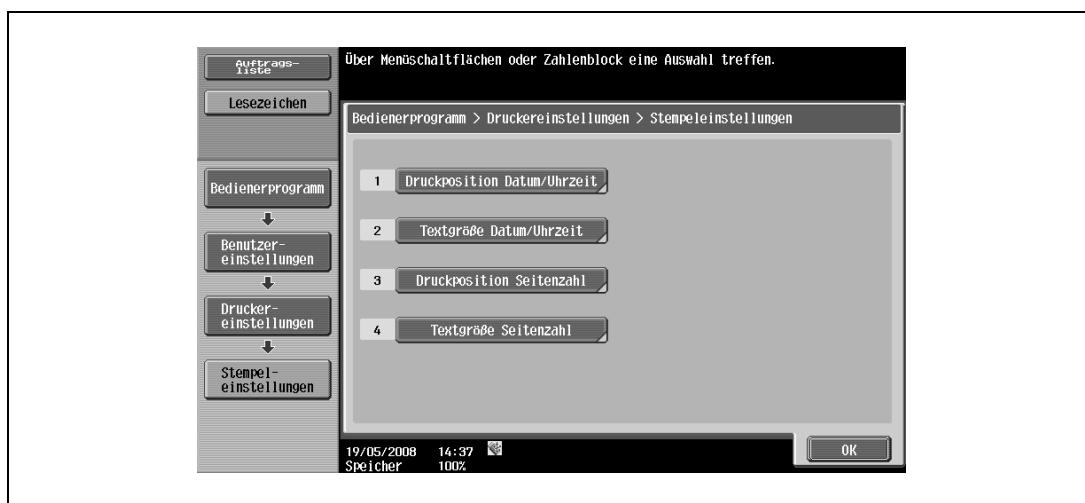 Auftrags-
liste
Lesezeichen
Bedienerprogramm
Benutzer-
einstellungen
Drucker-
einstellungen
Stempel-
einstellungen
Über Menüschaltflächen oder Zahlenblock eine Auswahl treffen.
Bedienerprogramm > Druckereinstellungen > Stempeleinstellungen
1 Druckposition Datum/Uhrzeit
2 Textgröße Datum/Uhrzeit
3 Druckposition Seitenzahl
4 Textgröße Seitenzahl
19/05/2008 14:37
Speicher 100%
OK